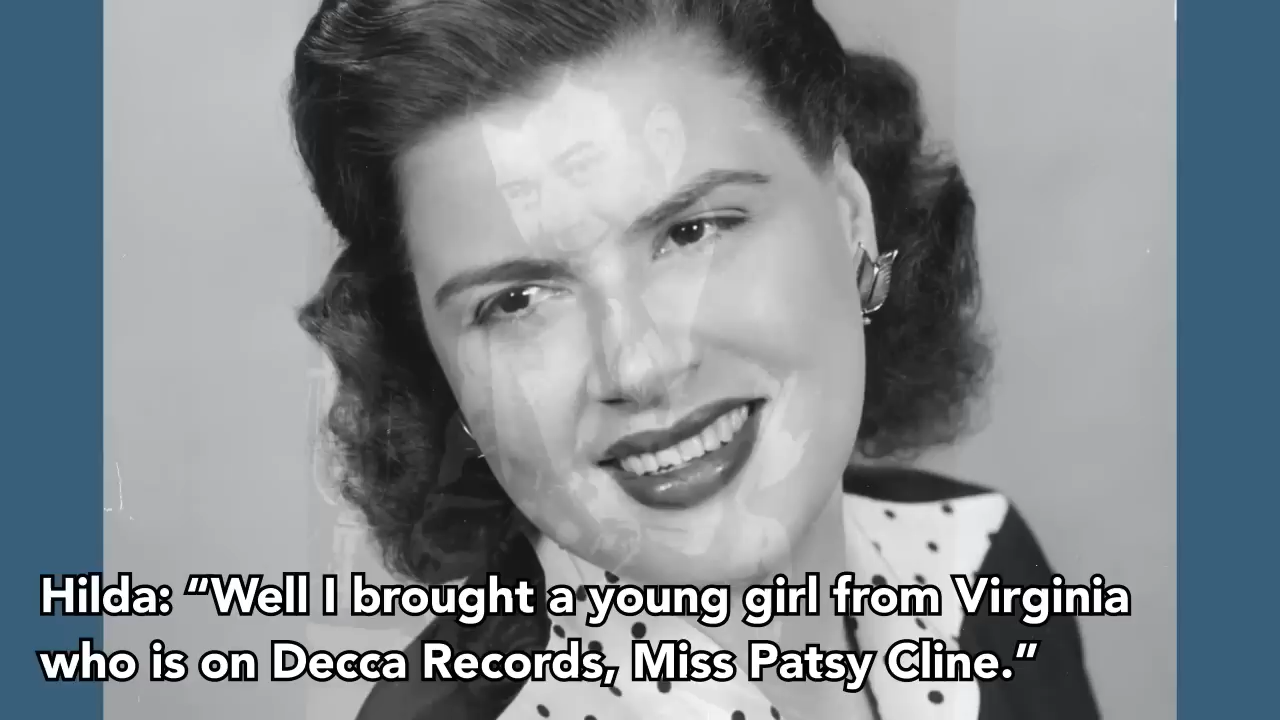 Hilda: “Well I brought a young girl from Virginia
who is on Decca Records, Miss Patsy Cline.”